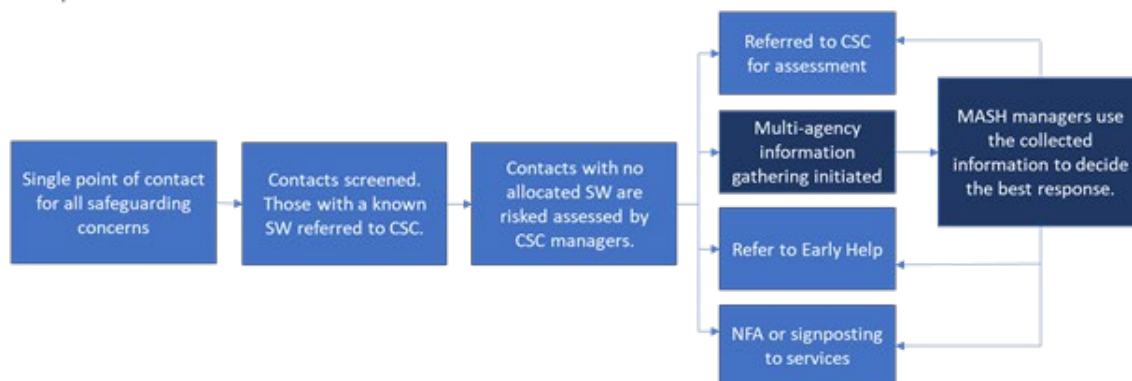 Single point of contact
for all safeguarding
concerns
Contacts screened.
Those with a known
SW referred to CSC.
Contacts with no
allocated SW are
risked assessed by
CSC managers.
Referred to CSC
for assessment
Multi-agency
information
gathering initiated
Refer to Early Help
NFA or signposting
to services
MASH managers use
the collected
information to decide
the best response.